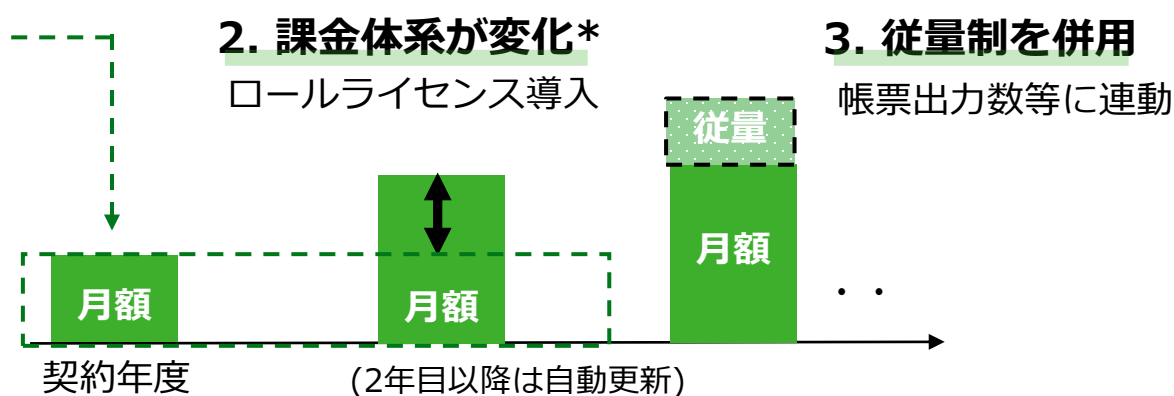 2. 課金体系が変化*
ロールライセンス導入
3. 従量制を併用
帳票出力数等に連動
従量
月額
月額
月額
・・
契約年度
(2年目以降は自動更新)